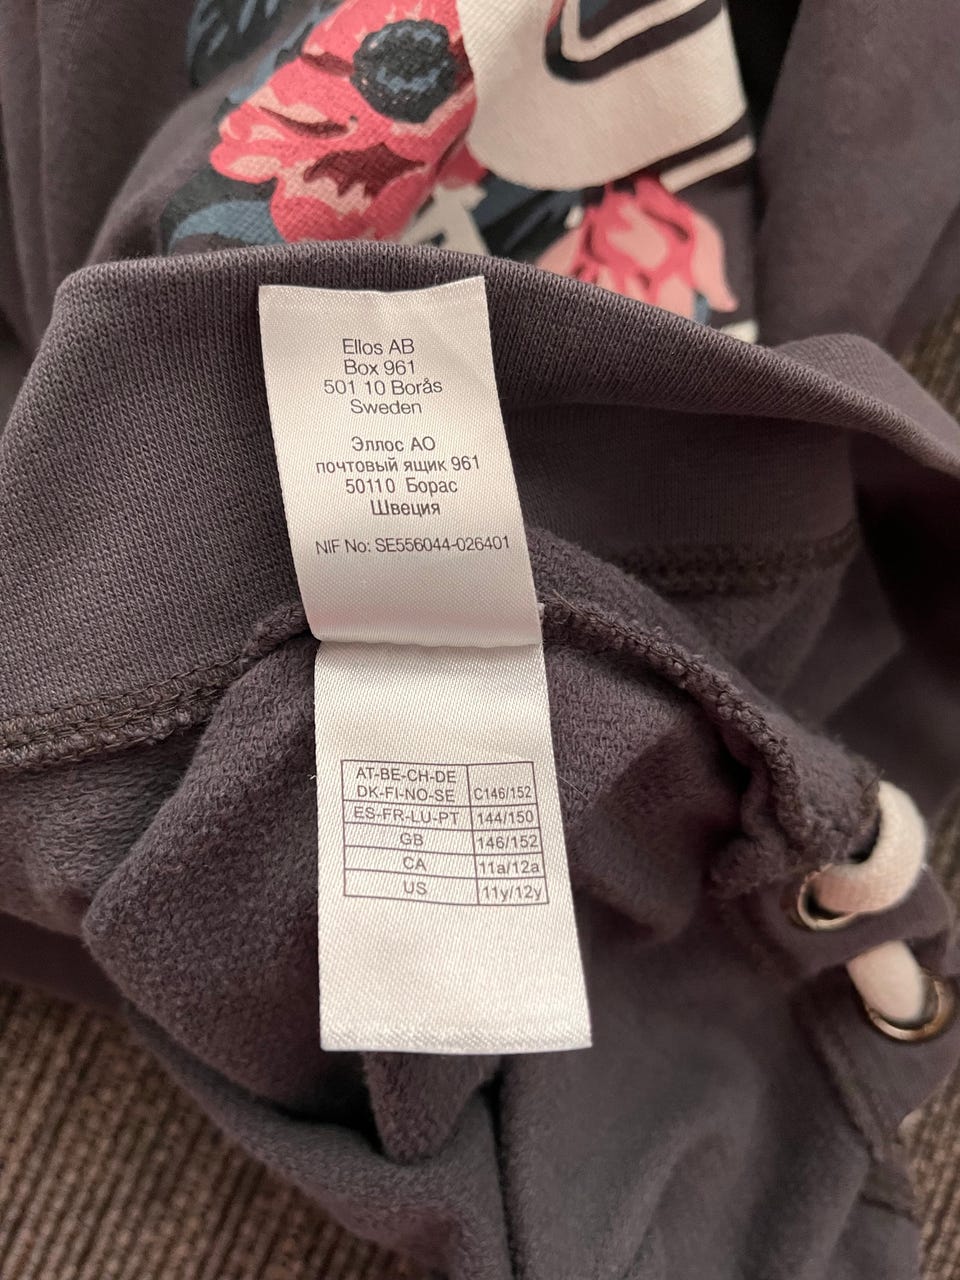 Ellos AB
Box 961
501 10 Borås
Sweden
Эллос АО
почтовый ящик 961
50110 Борас
Швеция
NIF No: SE556044-026401
AT-BE-CH-DE
DK-FI-NO-SE C146/152
ES-FR-LU-PT 144/150
GB 146/152
CA 11a/12a
US 11y/12y